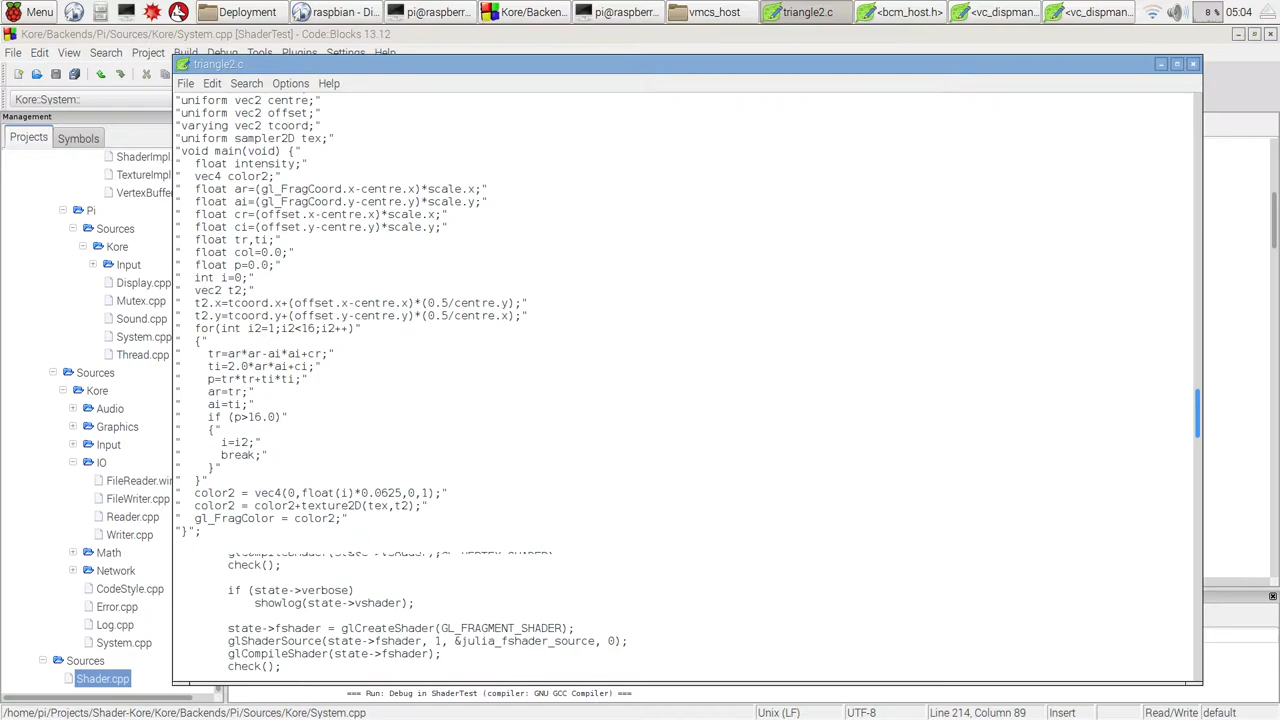 Menu
Deployment
raspbian - Di...
pi@raspberr...
Kore/Backen...
pi@raspberr...
vmcs_host
triangle2.c
<bcm_host.h>
<vc_dispman...
<vc_dispman...
8 %
05:04
Kore/Backends/Pi/Sources/Kore/System.cpp [ShaderTest] - Code::Blocks 13.12
File Edit View Search Project Build Debug Tools Plugins Settings
Kore::System::
Management
Projects
Symbols
ShaderImpl
TextureImpl
VertexBuffer
Pi
Sources
Kore
Input
Display.cpp
Mutex.cpp
Sound.cpp
System.cpp
Thread.cpp
Sources
Kore
Audio
Graphics
Input
IO
FileReader.wir
FileWriter.cpp
Reader.cpp
Writer.cpp
Math
Network
CodeStyle.cpp
Error.cpp
Log.cpp
System.cpp
Sources
Shader.cpp
triangle2.c
File Edit Search Options Help
"uniform vec2 centre;"
"uniform vec2 offset;"
"varying vec2 tcoord;"
"uniform sampler2D tex;"
"void main(void) {"
"  float intensity;"
"  vec4 color2;"
"  float ar=(gl_FragCoord.x-centre.x)*scale.x;"
"  float ai=(gl_FragCoord.y-centre.y)*scale.y;"
"  float cr=(offset.x-centre.x)*scale.x;"
"  float ci=(offset.y-centre.y)*scale.y;"
"  float tr,ti;"
"  float col=0.0;"
"  float p=0.0;"
"  int i=0;"
"  vec2 t2;"
"  t2.x=tcoord.x+(offset.x-centre.x)*(0.5/centre.y);"
"  t2.y=tcoord.y+(offset.y-centre.y)*(0.5/centre.x);"
"  for(int i2=1;i2<16;i2++)"
"  {"
"    tr=ar*ar-ai*ai+cr;"
"    ti=2.0*ar*ai+ci;"
"    p=tr*tr+ti*ti;"
"    ar=tr;"
"    ai=ti;"
"    if (p>16.0)"
"    {"
"      i=i2;"
"      break;"
"    }"
"  }"
"  color2 = vec4(0,float(i)*0.0625,0,1);"
"  color2 = color2+texture2D(tex,t2);"
"  gl_FragColor = color2;"
"}";
check();
if (state->verbose)
showlog(state->vshader);
state->fshader = glCreateShader(GL_FRAGMENT_SHADER);
glShaderSource(state->fshader, 1, &julia_fshader_source, 0);
glCompileShader(state->fshader);
check();
=== Run: Debug in ShaderTest (compiler: GNU GCC Compiler) ===
/home/pi/Projects/Shader-Kore/Kore/Backends/Pi/Sources/Kore/System.cpp
Unix (LF)
UTF-8
Line 214, Column 89
Insert
Read/Write
default